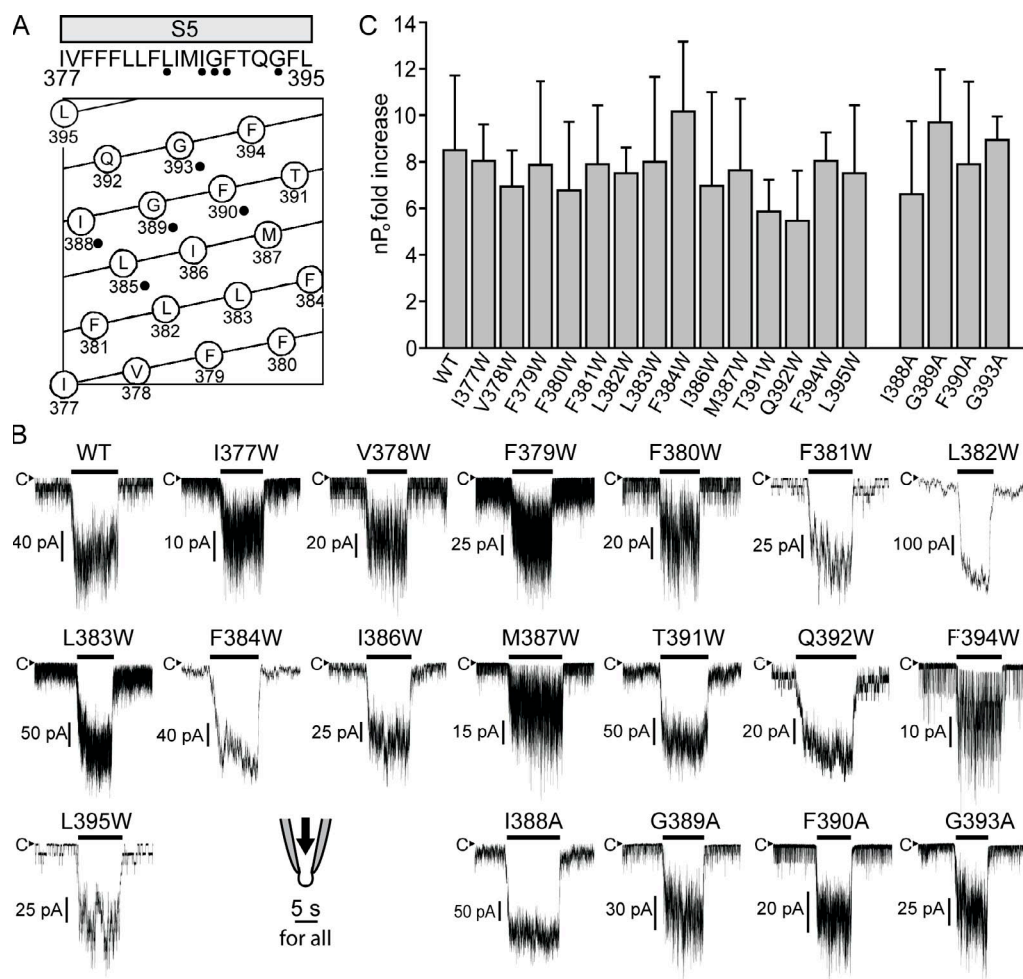 A
S5
IVFFFLLFLIMIGFTQGFL
377 395
L
395
Q
392
G
393
F
394
I
388
G
389
F
390
T
391
L
385
I
386
M
387
F
381
L
382
L
383
F
384
I
377
V
378
F
379
F
380
C
nPo fold increase
14
12
10
8
6
4
2
0
WT
I377W
V378W
F379W
F380W
F381W
L382W
L383W
F384W
I386W
M387W
T391W
Q392W
F394W
L395W
I388A
G389A
F390A
G393A
B
WT I377W V378W F379W F380W F381W L382W
C C C C C C C
40 pA 10 pA 20 pA 25 pA 20 pA 25 pA 100 pA
L383W F384W I386W M387W T391W Q392W F394W
C C C C C C C
50 pA 40 pA 25 pA 15 pA 50 pA 20 pA 10 pA
L395W I388A G389A F390A G393A
C C C C C
25 pA 50 pA 30 pA 20 pA 25 pA
5 s
for all